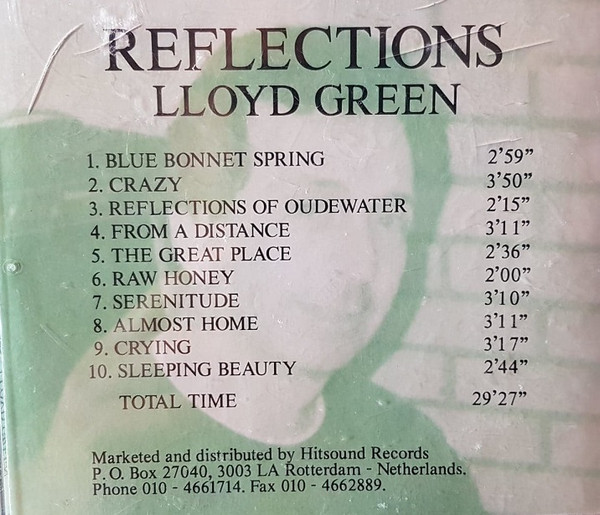 REFLECTIONS
LLOYD GREEN
1. BLUE BONNET SPRING 2'59"
2. CRAZY 3'50"
3. REFLECTIONS OF OUDEWATER 2'15"
4. FROM A DISTANCE 3'11"
5. THE GREAT PLACE 2'36"
6. RAW HONEY 2'00"
7. SERENITUDE 3'10"
8. ALMOST HOME 3'11"
9. CRYING 3'17"
10. SLEEPING BEAUTY 2'44"
TOTAL TIME 29'27"
Marketed and distributed by Hitsound Records
P. O. Box 27040, 3003 LA Rotterdam - Netherlands.
Phone 010 - 4661714. Fax 010 - 4662889.